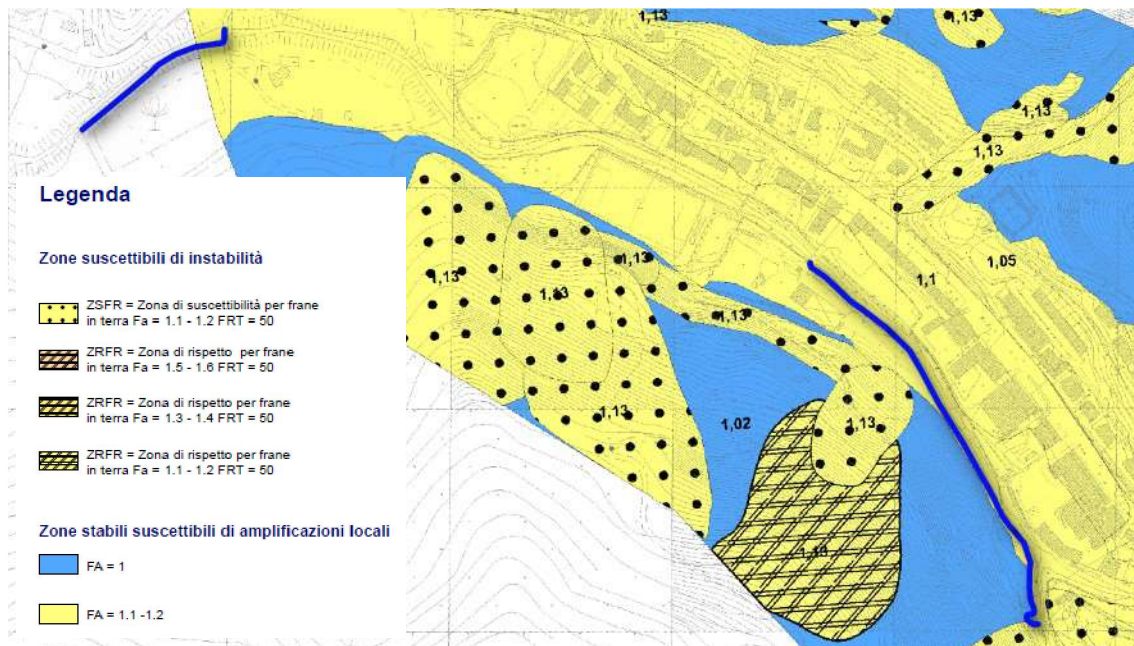 1,13
1,13
1,13
1,13
1,05
1,1
1,13
1,13
1,13
1,13
1,13
1,02
1,13
Legenda
Zone suscettibili di instabilità
ZSFR = Zona di suscettibilità per frane
in terra Fa = 1.1 - 1.2 FRT = 50
ZRFR = Zona di rispetto per frane
in terra Fa = 1.5 - 1.6 FRT = 50
ZRFR = Zona di rispetto per frane
in terra Fa = 1.3 - 1.4 FRT = 50
ZRFR = Zona di rispetto per frane
in terra Fa = 1.1 - 1.2 FRT = 50
Zone stabili suscettibili di amplificazioni locali
FA = 1
FA = 1.1 -1.2